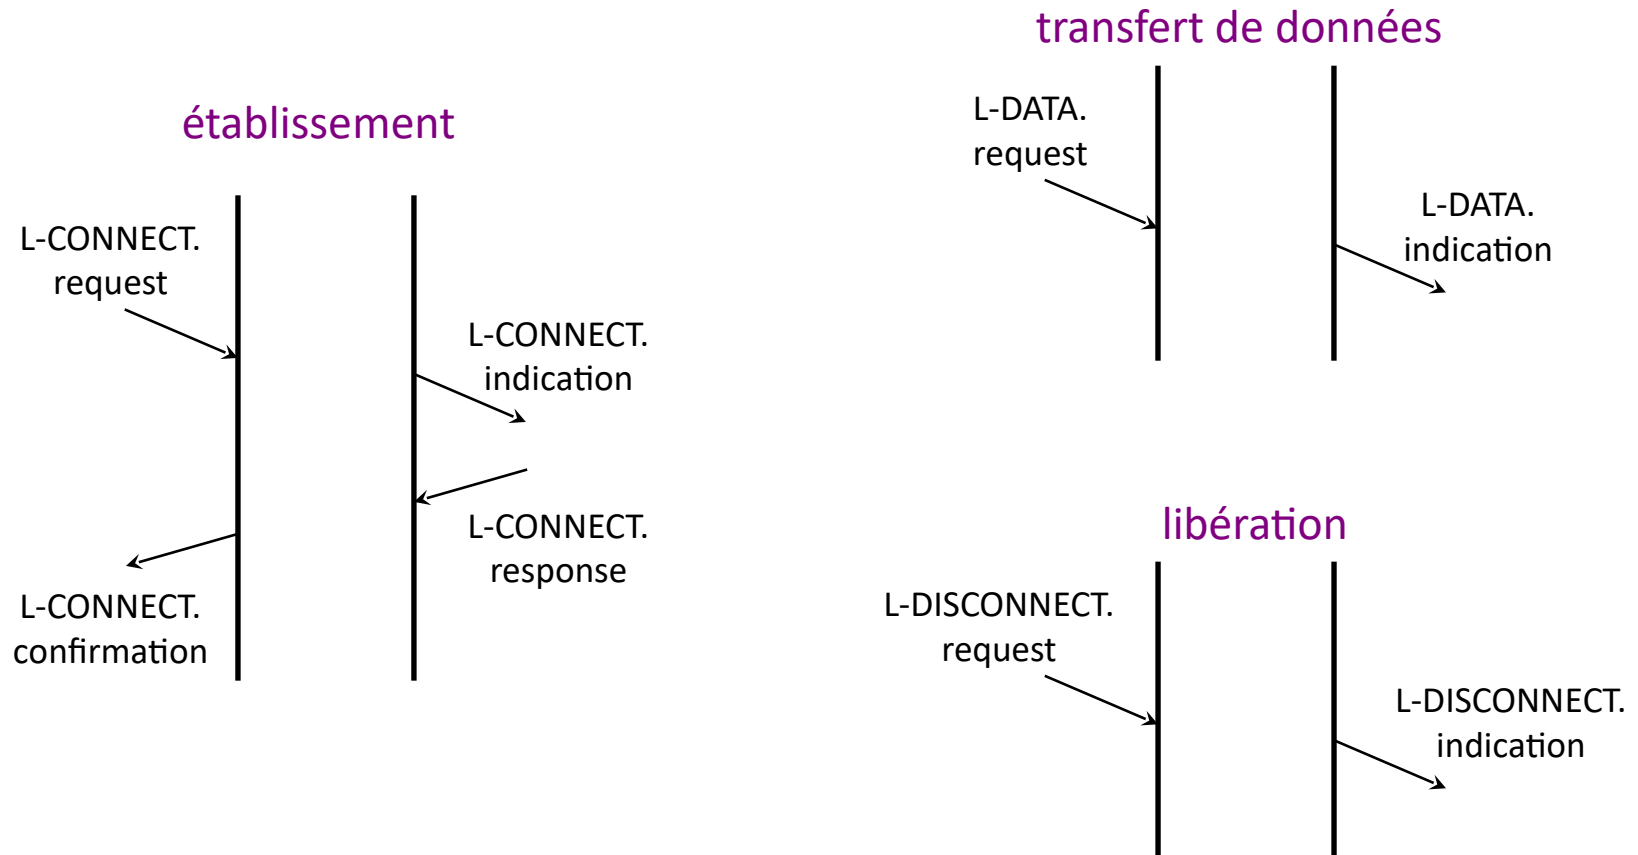 établissement
L-CONNECT.
request
L-CONNECT.
indication
L-CONNECT.
response
L-CONNECT.
confirmation
transfert de données
L-DATA.
request
L-DATA.
indication
libération
L-DISCONNECT.
request
L-DISCONNECT.
indication